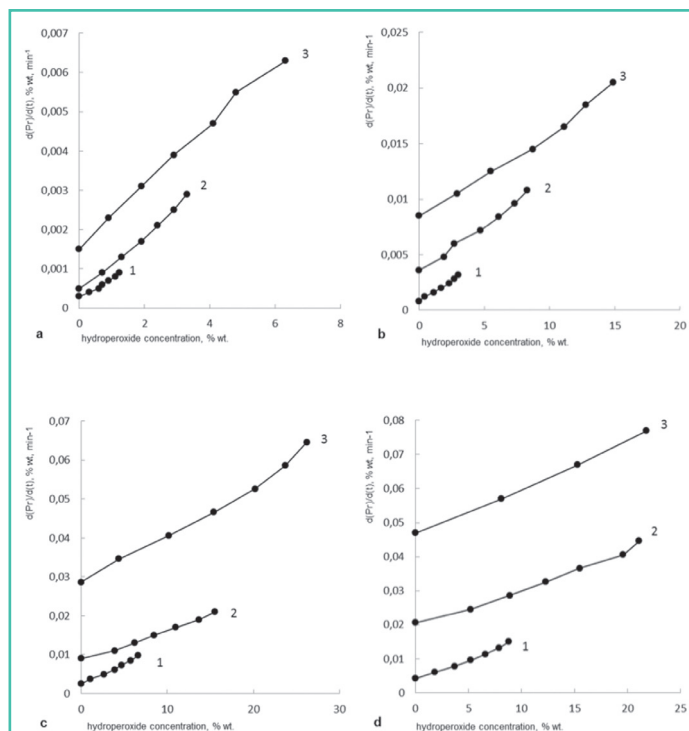 d(Pr)/d(t), % wt, min⁻¹
0,007
0,006
0,005
0,004
0,003
0,002
0,001
0
0 2 4 6 8
3
2
1
a
hydroperoxide concentration, % wt.
d(Pr)/d(t), % wt, min-1
0,025
0,02
0,015
0,01
0,005
0
0 5 10 15 20
3
2
1
b
hydroperoxide concentration, % wt.
d(Pr)/d(t), % wt, min-1
0,07
0,06
0,05
0,04
0,03
0,02
0,01
0
0 10 20 30
3
2
1
c
hydroperoxide concentration, % wt.
d(Pr)/d(t), % wt, min-1
0,08
0,07
0,06
0,05
0,04
0,03
0,02
0,01
0
0 5 10 15 20 25
3
2
1
d
hydroperoxide concentration, % wt.